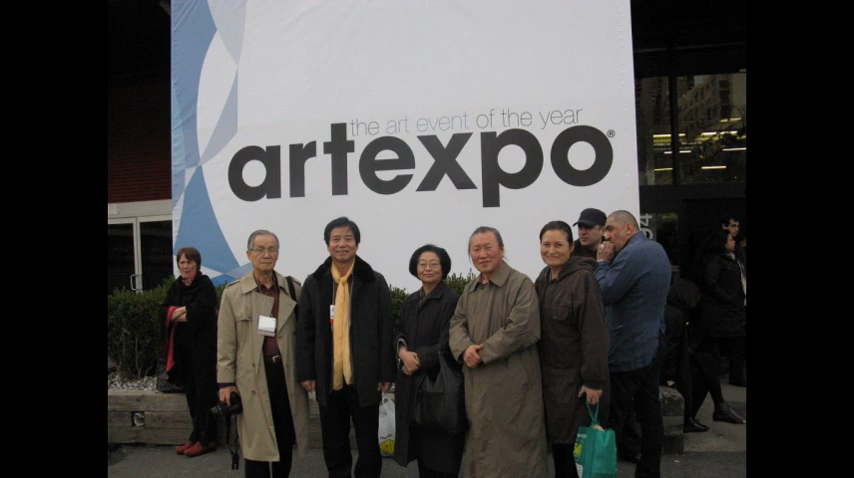 the art event of the year
artexpo®